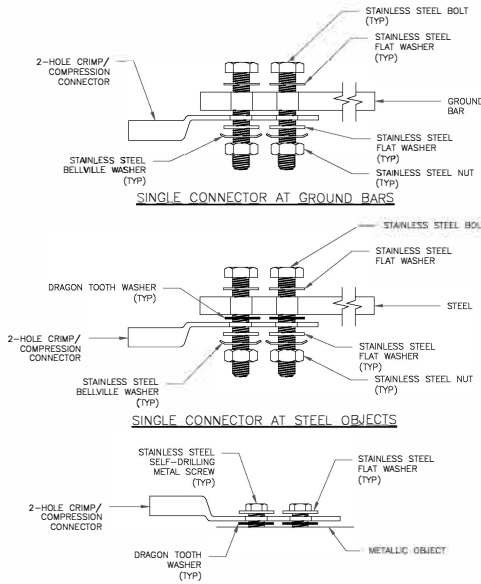 STAINLESS STEEL BOLT
(TYP)
STAINLESS STEEL
FLAT WASHER
(TYP)
2-HOLE CRIMP/
COMPRESSION
CONNECTOR
GROUND
BAR
STAINLESS STEEL
FLAT WASHER
(TYP)
STAINLESS STEEL
BELLVILLE WASHER
(TYP)
STAINLESS STEEL NUT
(TYP)
SINGLE CONNECTOR AT GROUND BARS
STAINLESS STEEL BOL
STAINLESS STEEL
FLAT WASHER
DRAGON TOOTH WASHER
(TYP)
STEEL
2-HOLE CRIMP/
COMPRESSION
CONNECTOR
STAINLESS STEEL
FLAT WASHER
(TYP)
STAINLESS STEEL
BELLVILLE WASHER
(TYP)
STAINLESS STEEL NUT
(TYP)
SINGLE CONNECTOR AT STEEL OBJECTS
STAINLESS STEEL
SELF-DRILLING
METAL SCREW
(TYP)
STAINLESS STEEL
FLAT WASHER
(TYP)
2-HOLE CRIMP/
COMPRESSION
CONNECTOR
DRAGON TOOTH
WASHER
(TYP)
METALLIC OBJECT